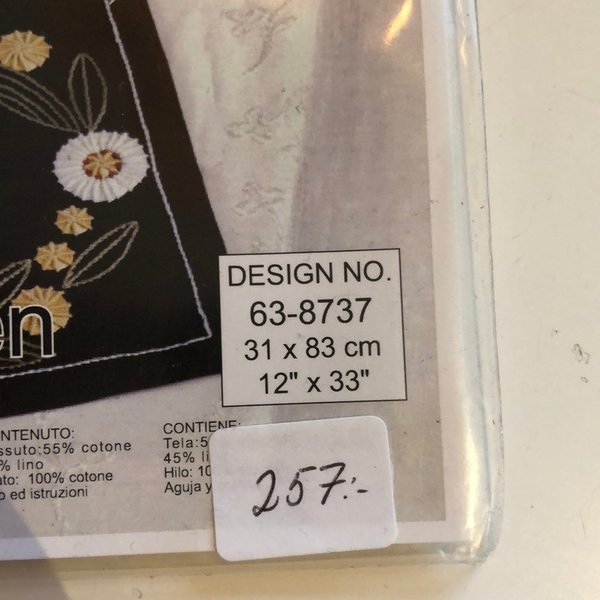 DESIGN NO.
63-8737
31 x 83 cm
12" x 33"
en
NTENUTO:
ssuto:55% cotone
% lino
ato: 100% cotone
o ed istruzioni
CONTIENE:
Tela:5
45% li
Hilo: 10
Aguja y
257:-